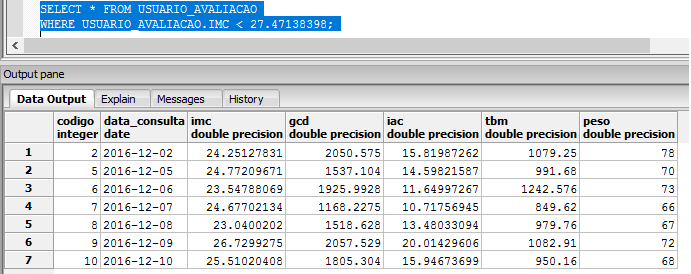 SELECT * FROM USUARIO_AVALIACAO
WHERE USUARIO_AVALIACAO.IMC < 27.47138398;
Output pane
Data Output Explain Messages History
codigo data_consulta imc gcd iac tbm peso
integer date double precision double precision double precision double precision double precision
1 2 2016-12-02 24.25127831 2050.575 15.81987262 1079.25 78
2 5 2016-12-05 24.77209671 1537.104 14.59821587 991.68 70
3 6 2016-12-06 23.54788069 1925.9928 11.64997267 1242.576 73
4 7 2016-12-07 24.67702134 1168.2275 10.71756945 849.62 66
5 8 2016-12-08 23.0400202 1518.628 13.48033094 979.76 67
6 9 2016-12-09 26.7299275 2057.529 20.01429606 1082.91 72
7 10 2016-12-10 25.51020408 1805.304 15.94673699 950.16 68